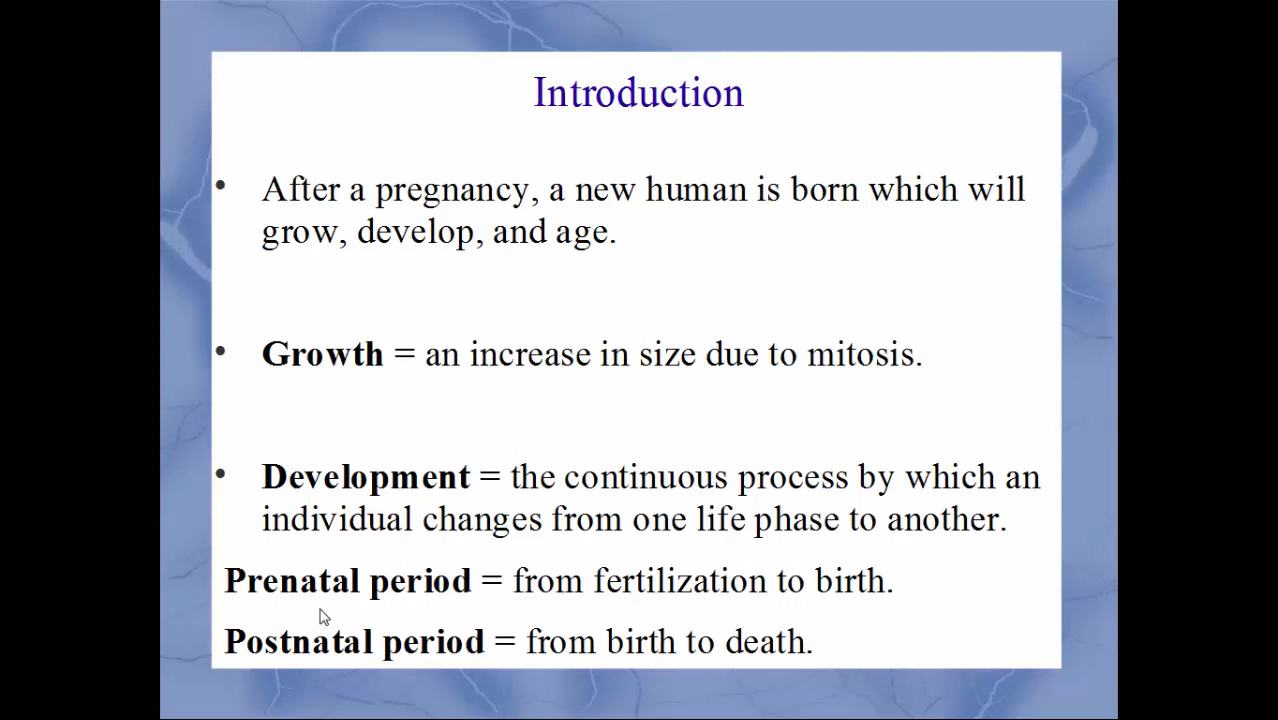 Introduction
• After a pregnancy, a new human is born which will
grow, develop, and age.
• Growth = an increase in size due to mitosis.
• Development = the continuous process by which an
individual changes from one life phase to another.
Prenatal period = from fertilization to birth.
Postnatal period = from birth to death.